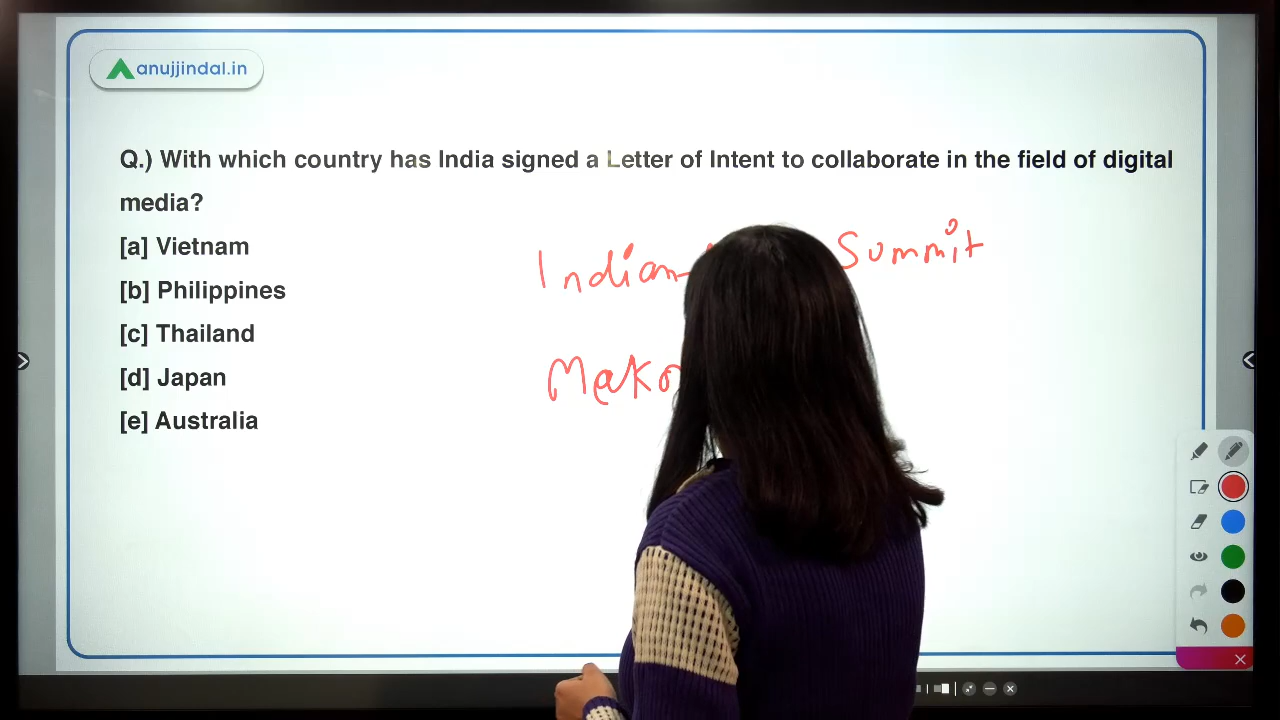 anujjindal.in
Q.) With which country has India signed a Letter of Intent to collaborate in the field of digital
media?
[a] Vietnam
[b] Philippines
[c] Thailand
[d] Japan
[e] Australia
Indian Summit